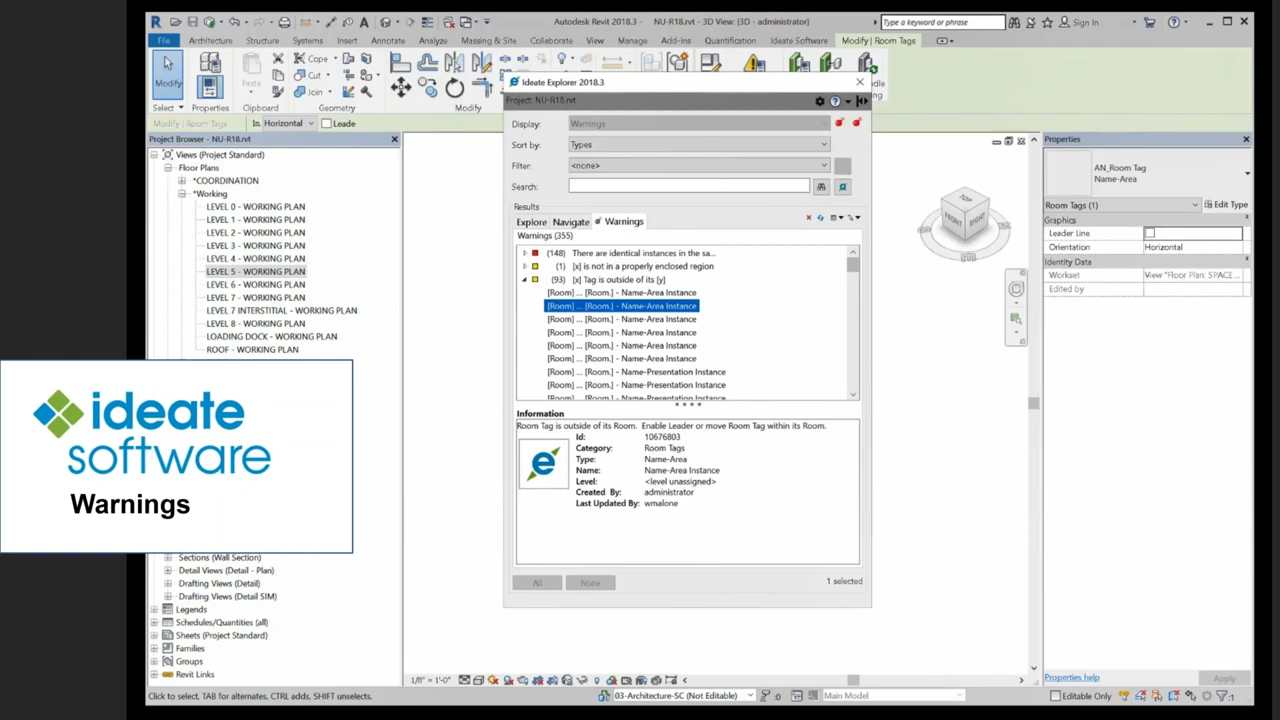 Autodesk Revit 2018.3 - NU-R18.rvt - 3D View: {3D - administrator}
Type a keyword or phrase
Sign In
File Architecture Structure Systems Insert Annotate Analyze Massing & Site Collaborate View Manage Add-Ins Quantification Ideate Software Modify | Room Tags
Modify
Paste
Cope
Cut
Join
Select Properties Clipboard Geometry Modify
Modify | Room Tags
Horizontal
Leade
Project Browser - NU-R18.rvt
Views (Project Standard)
Floor Plans
*COORDINATION
*Working
LEVEL 0 - WORKING PLAN
LEVEL 1 - WORKING PLAN
LEVEL 2 - WORKING PLAN
LEVEL 3 - WORKING PLAN
LEVEL 4 - WORKING PLAN
LEVEL 5 - WORKING PLAN
LEVEL 6 - WORKING PLAN
LEVEL 7 - WORKING PLAN
LEVEL 7 INTERSTITIAL - WORKING PLAN
LEVEL 8 - WORKING PLAN
LOADING DOCK - WORKING PLAN
ROOF - WORKING PLAN
ideate
software
Warnings
Sections (Wall Section)
Detail Views (Detail - Plan)
Drafting Views (Detail)
Drafting Views (Detail SIM)
Legends
Schedules/Quantities (all)
Sheets (Project Standard)
Families
Groups
Revit Links
Ideate Explorer 2018.3
Project: NU-R18.rvt
Display: Warnings
Sort by: Types
Filter: <none>
Search:
Results
Explore Navigate Warnings
Warnings (355)
(148) There are identical instances in the sa...
(1) [x] is not in a properly enclosed region
(93) [x] Tag is outside of its [y]
[Room] ... [Room.] - Name-Area Instance
[Room] ... [Room.] - Name-Area Instance
[Room] ... [Room.] - Name-Area Instance
[Room] ... [Room.] - Name-Area Instance
[Room] ... [Room.] - Name-Area Instance
[Room] ... [Room.] - Name-Area Instance
[Room] ... [Room.] - Name-Presentation Instance
[Room] ... [Room.] - Name-Presentation Instance
[Room] ... [Room.] - Name-Presentation Instance
Information
Room Tag is outside of its Room. Enable Leader or move Room Tag within its Room.
Id: 10676803
Category: Room Tags
Type: Name-Area
Name: Name-Area Instance
Level: <level unassigned>
Created By: administrator
Last Updated By: wmalone
All None
1 selected
FRONT RIGHT
Properties
AN_Room Tag
Name-Area
Room Tags (1)
Edit Type
Graphics
Leader Line
Orientation Horizontal
Identity Data
Workset View "Floor Plan: SPACE ...
Edited by
Properties help
Apply
1/8" = 1'-0"
Click to select, TAB for alternates, CTRL adds, SHIFT unselects.
03-Architecture-SC (Not Editable)
:0
Main Model
Editable Only
:1